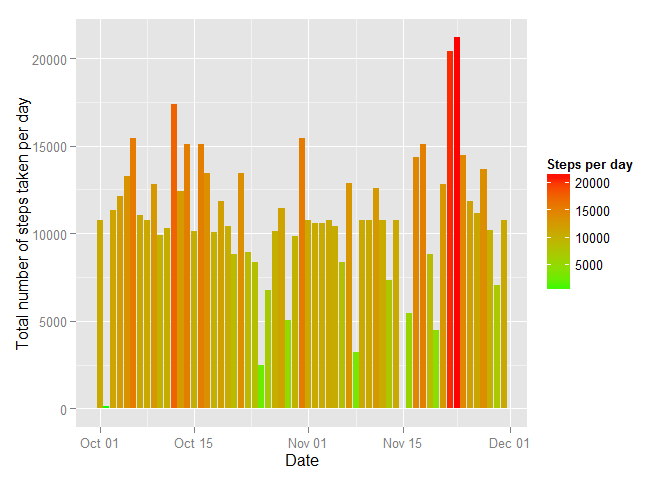 Total number of steps taken per day
20000
15000
10000
5000
0
Oct 01
Oct 15
Nov 01
Nov 15
Dec 01
Date
Steps per day
20000
15000
10000
5000